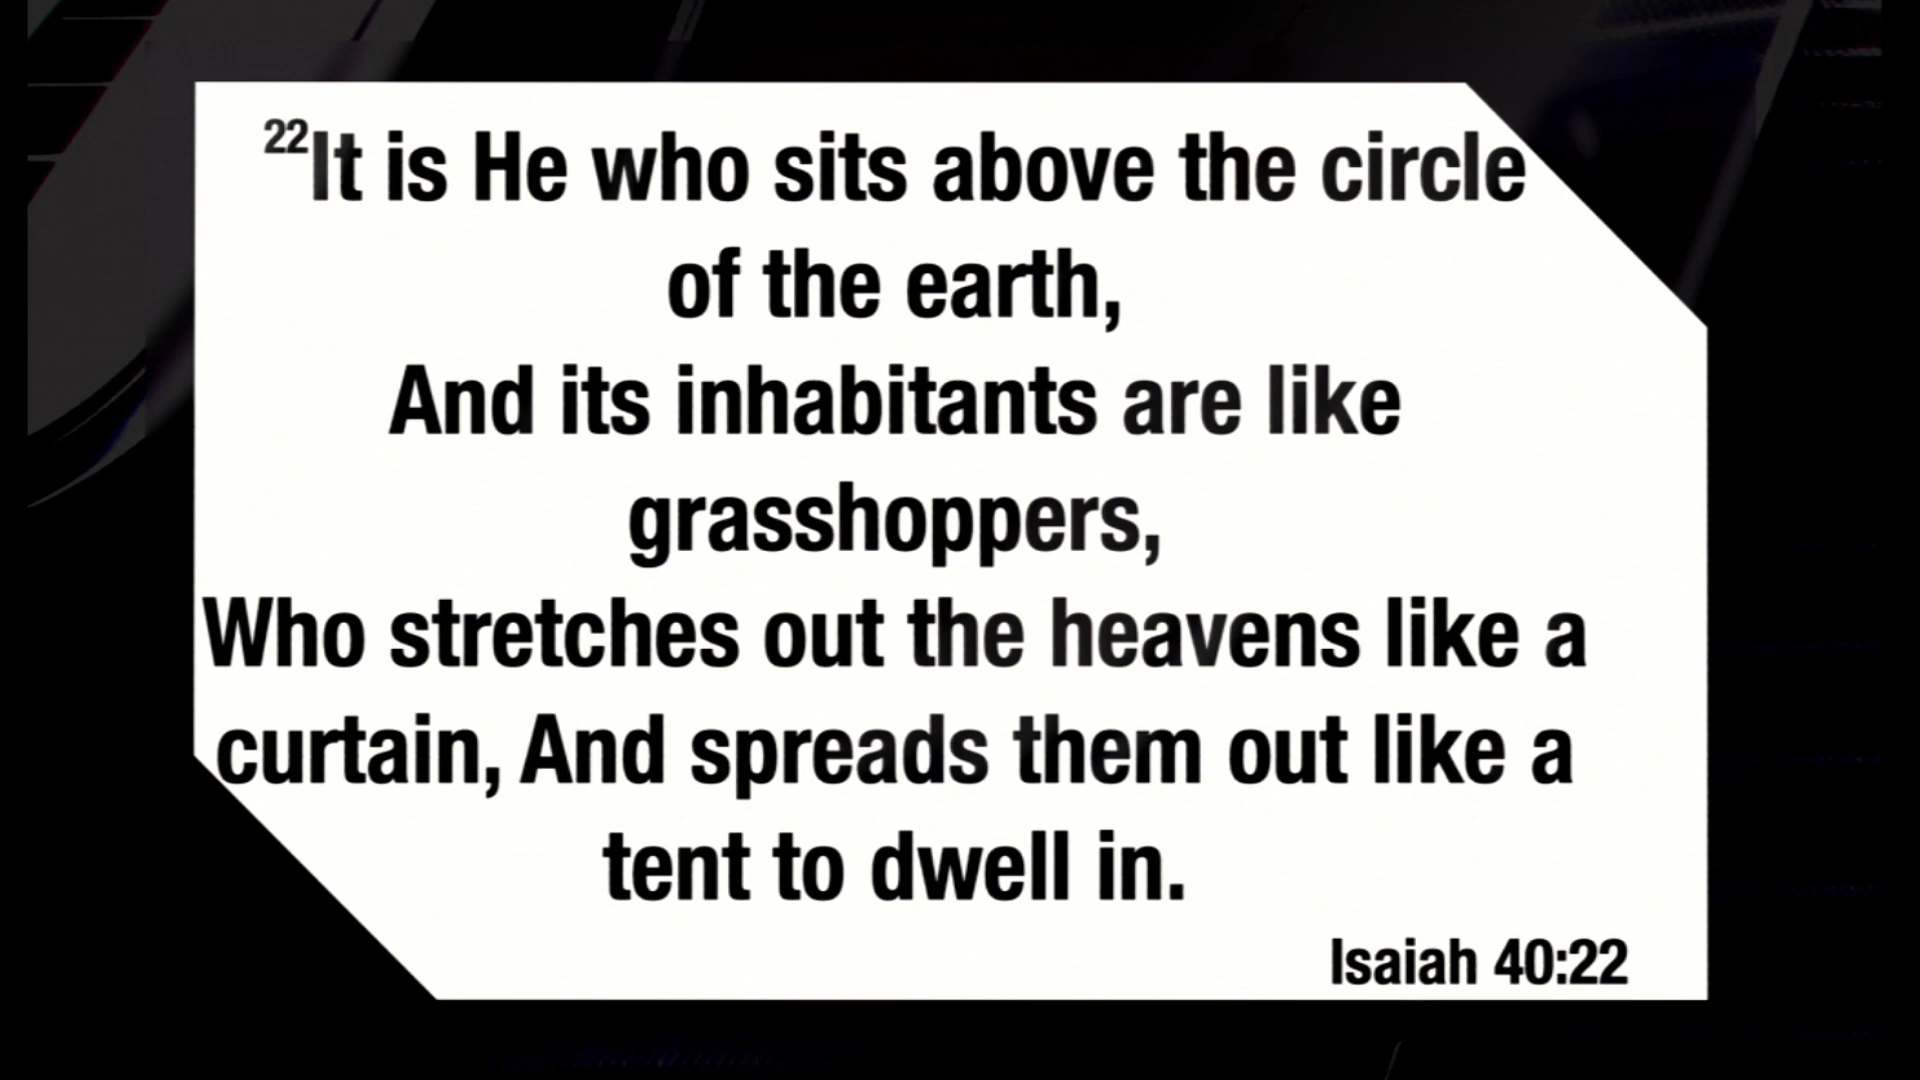 22It is He who sits above the circle
of the earth,
And its inhabitants are like
grasshoppers,
Who stretches out the heavens like a
curtain, And spreads them out like a
tent to dwell in.
Isaiah 40:22